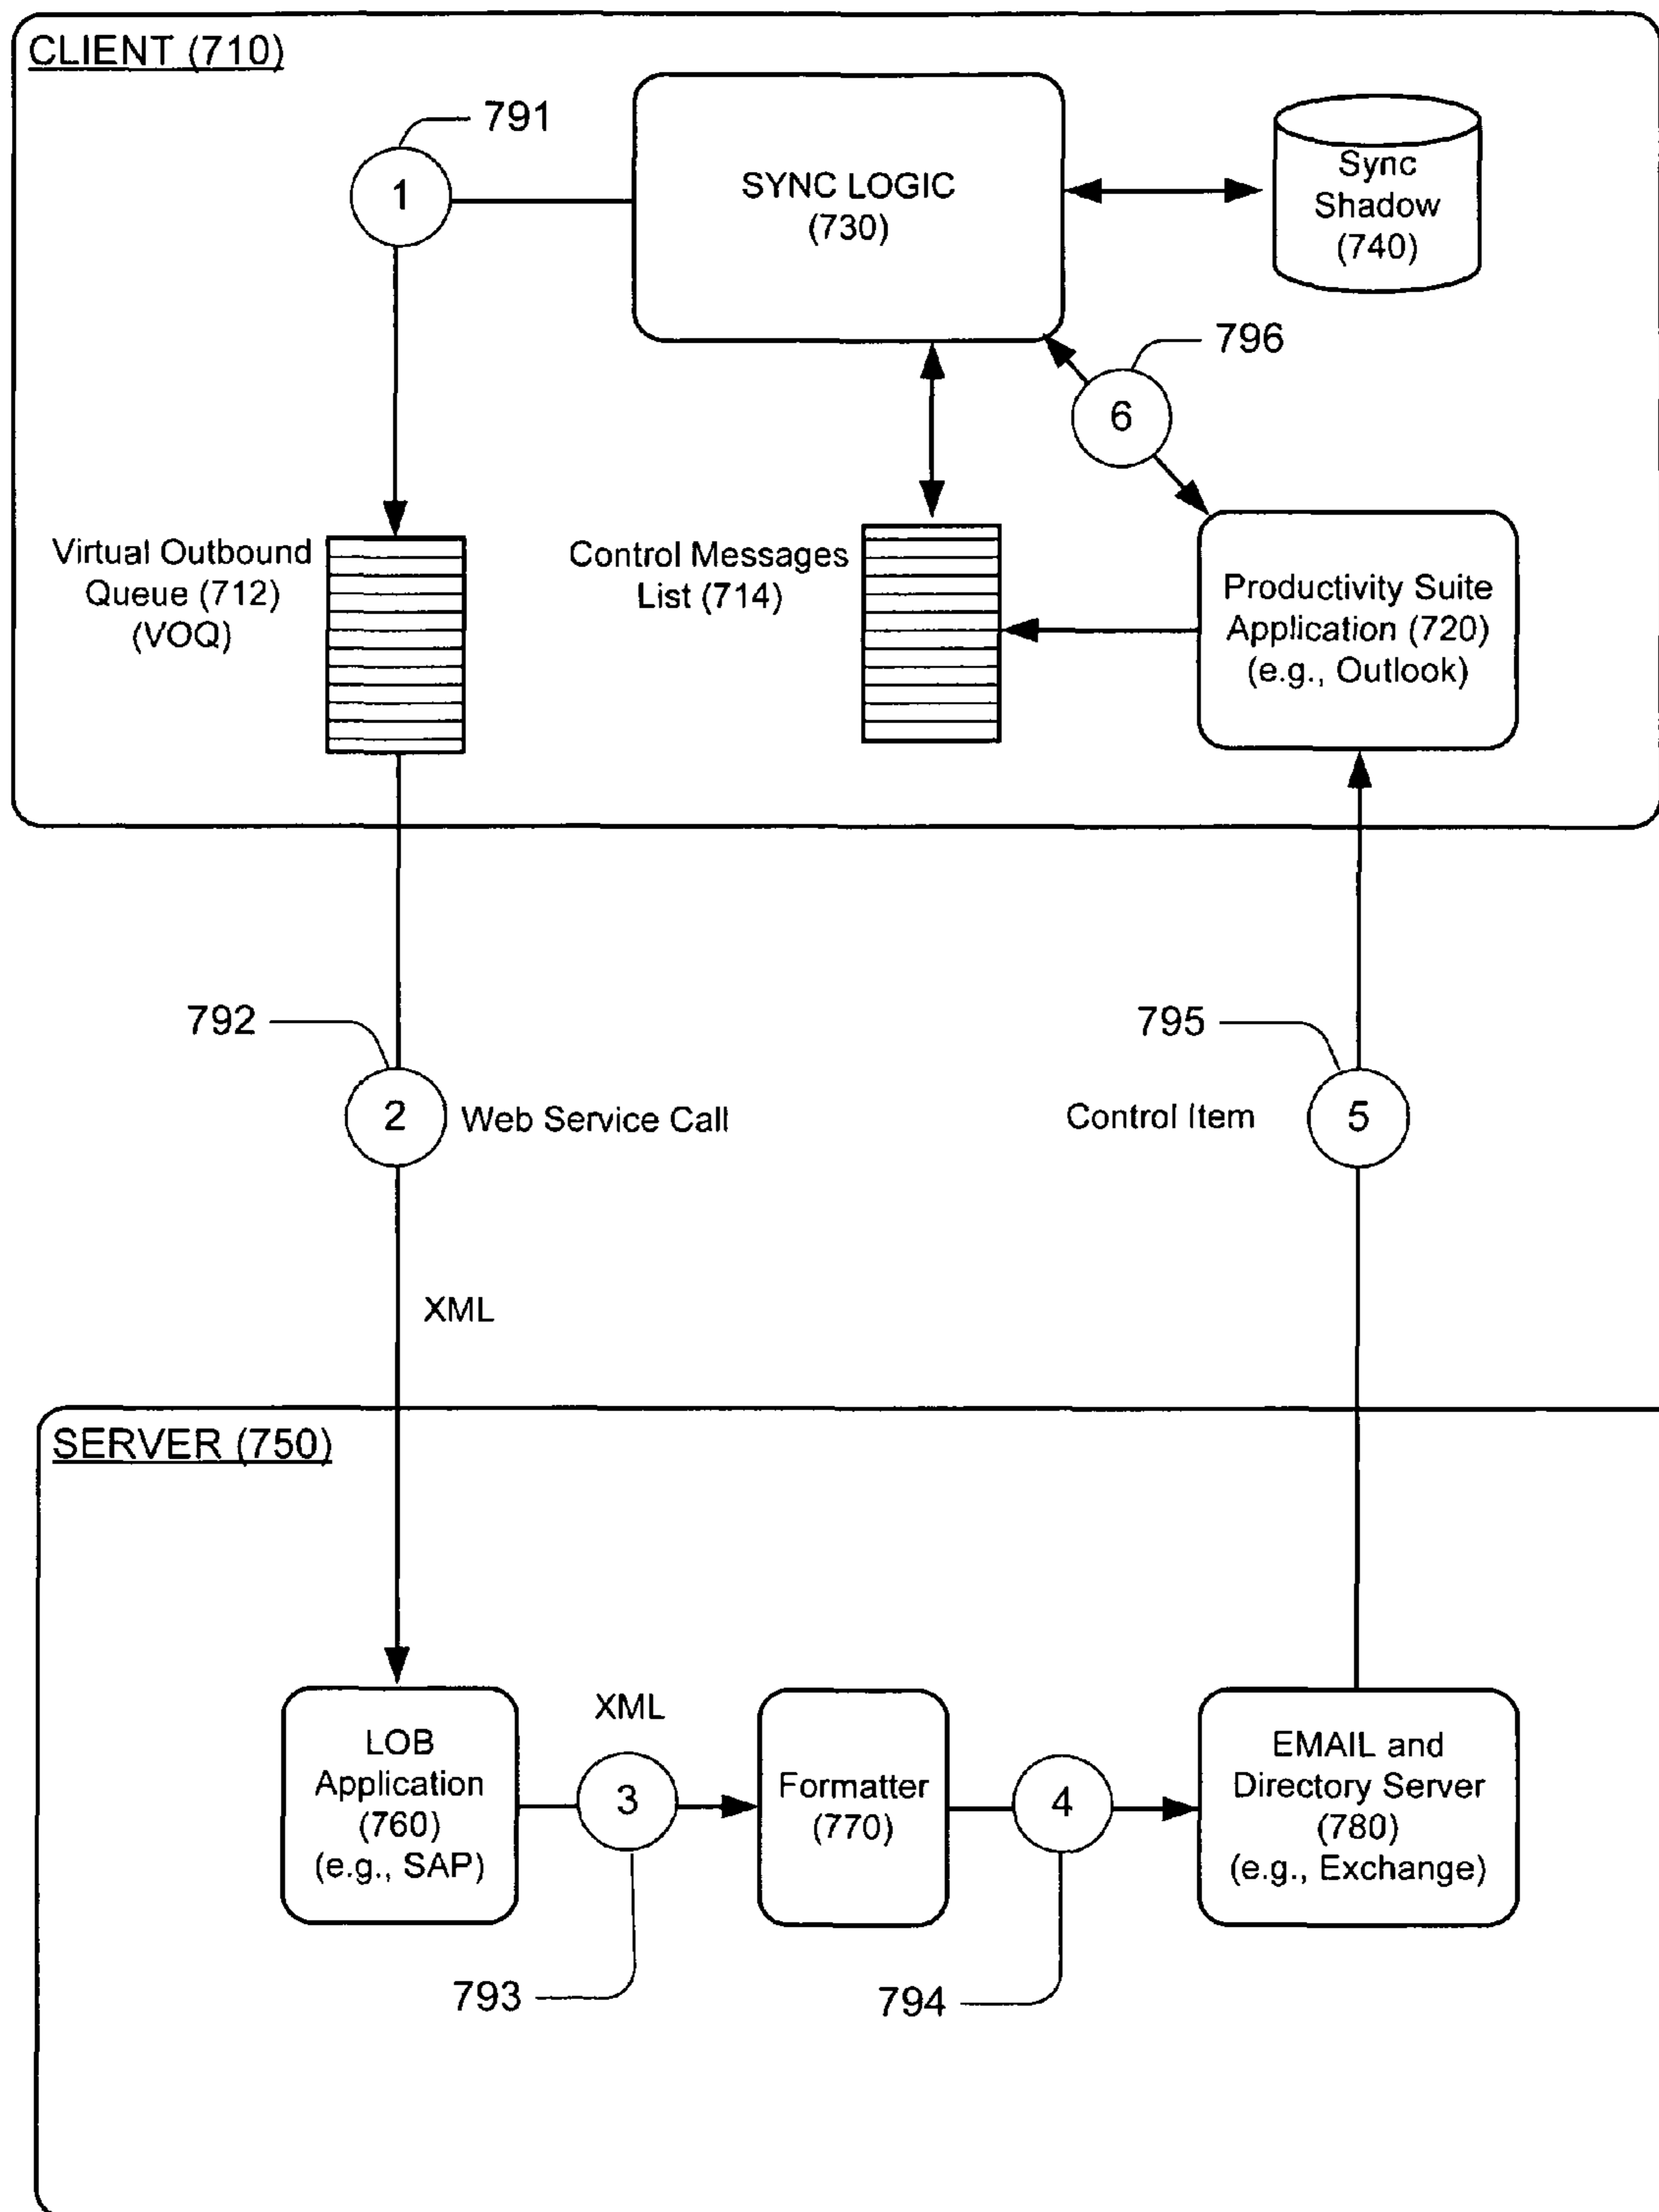 CLIENT (710)
791
1
SYNC LOGIC
(730)
Sync
Shadow
(740)
796
6
Virtual Outbound
Queue (712)
(VOQ)
Control Messages
List (714)
Productivity Suite
Application (720)
(e.g., Outlook)
792
2
Web Service Call
795
Control Item
5
XML
SERVER (750)
LOB
Application
(760)
(e.g., SAP)
XML
3
Formatter
(770)
4
EMAIL and
Directory Server
(780)
(e.g., Exchange)
793
794